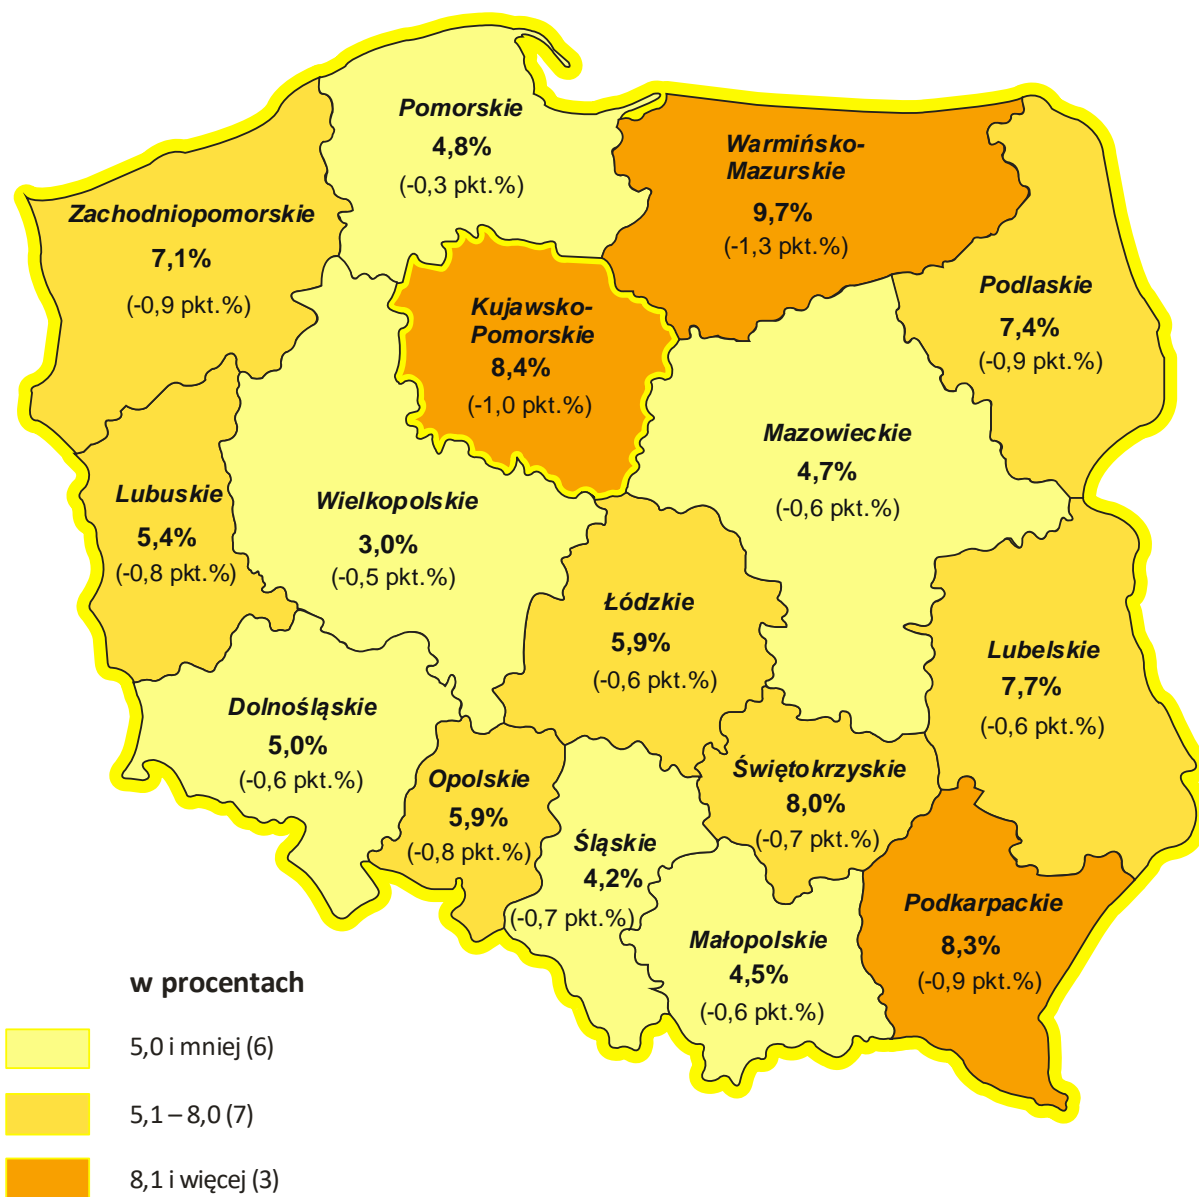 Pomorskie
4,8%
(-0,3 pkt.%)
Warmińsko-
Mazurskie
9,7%
(-1,3 pkt.%)
Zachodniopomorskie
7,1%
(-0,9 pkt.%)
Podlaskie
7,4%
(-0,9 pkt.%)
Kujawsko-
Pomorskie
8,4%
(-1,0 pkt.%)
Mazowieckie
4,7%
(-0,6 pkt.%)
Lubuskie
5,4%
(-0,8 pkt.%)
Wielkopolskie
3,0%
(-0,5 pkt.%)
Łódzkie
5,9%
(-0,6 pkt.%)
Lubelskie
7,7%
(-0,6 pkt.%)
Dolnośląskie
5,0%
(-0,6 pkt.%)
Opolskie
5,9%
(-0,8 pkt.%)
Świętokrzyskie
8,0%
(-0,7 pkt.%)
Śląskie
4,2%
(-0,7 pkt.%)
Małopolskie
4,5%
(-0,6 pkt.%)
Podkarpackie
8,3%
(-0,9 pkt.%)
w procentach
5,0 i mniej (6)
5,1 – 8,0 (7)
8,1 i więcej (3)